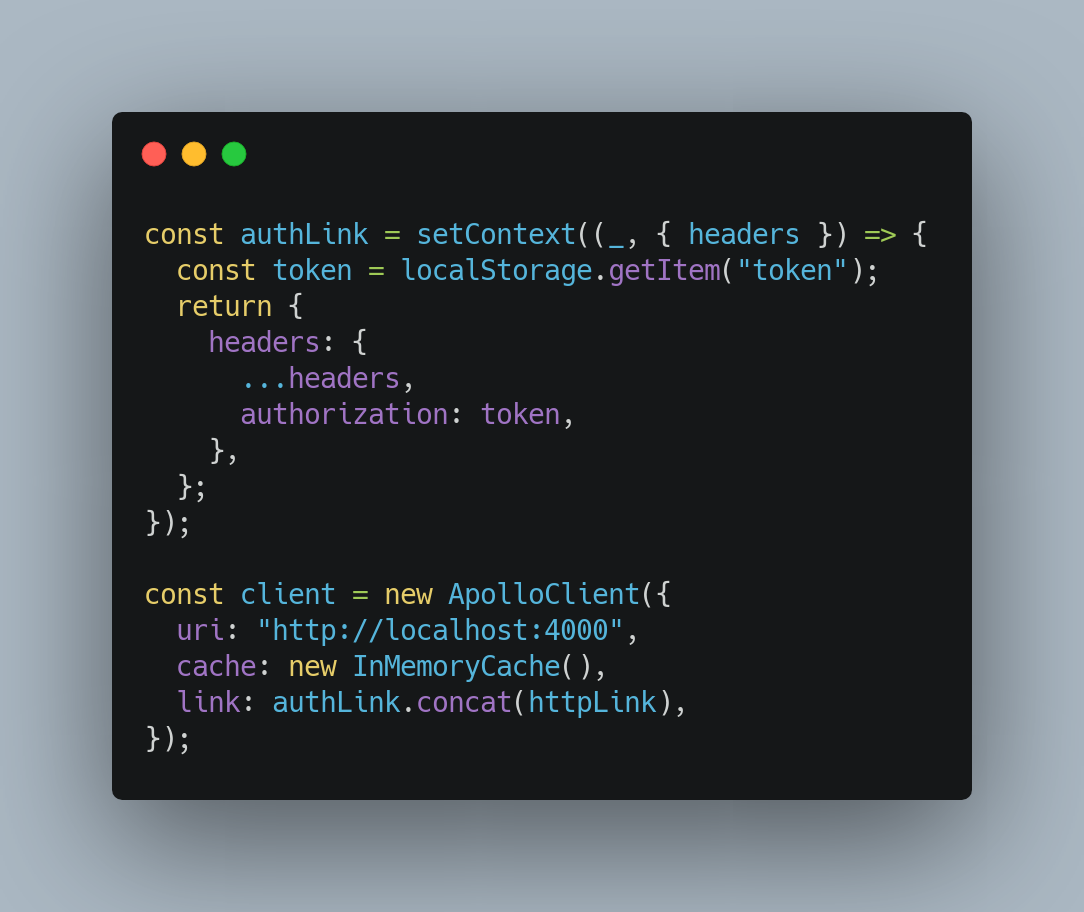 const authLink = setContext((_, { headers }) => {
  const token = localStorage.getItem("token");
  return {
    headers: {
      ...headers,
      authorization: token,
    },
  };
});

const client = new ApolloClient({
  uri: "http://localhost:4000",
  cache: new InMemoryCache(),
  link: authLink.concat(httpLink),
});